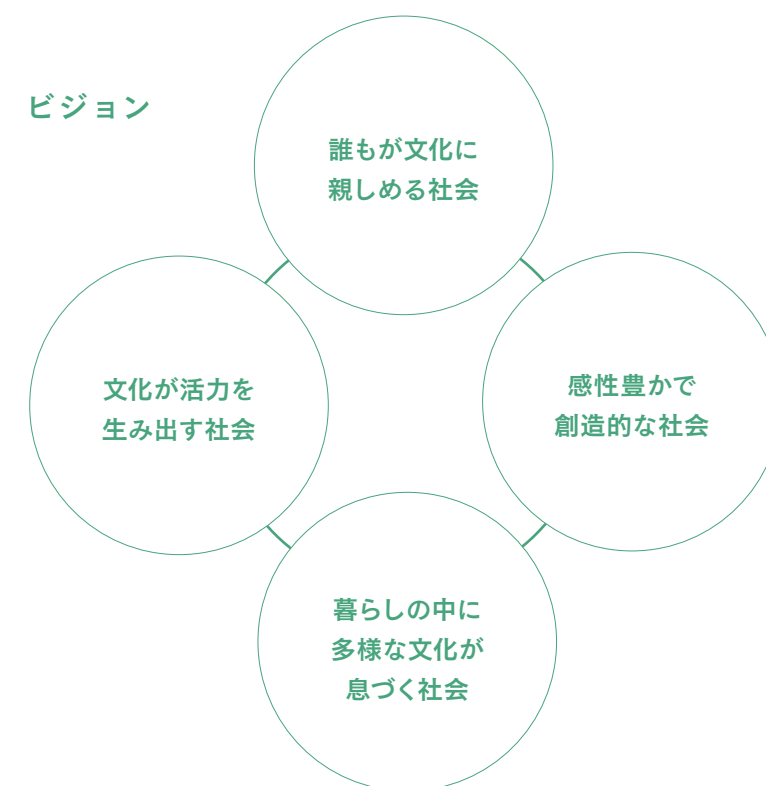 ビジョン
誰もが文化に
親しめる社会
文化が活力を
生み出す社会
感性豊かで
創造的な社会
暮らしの中に
多様な文化が
息づく社会